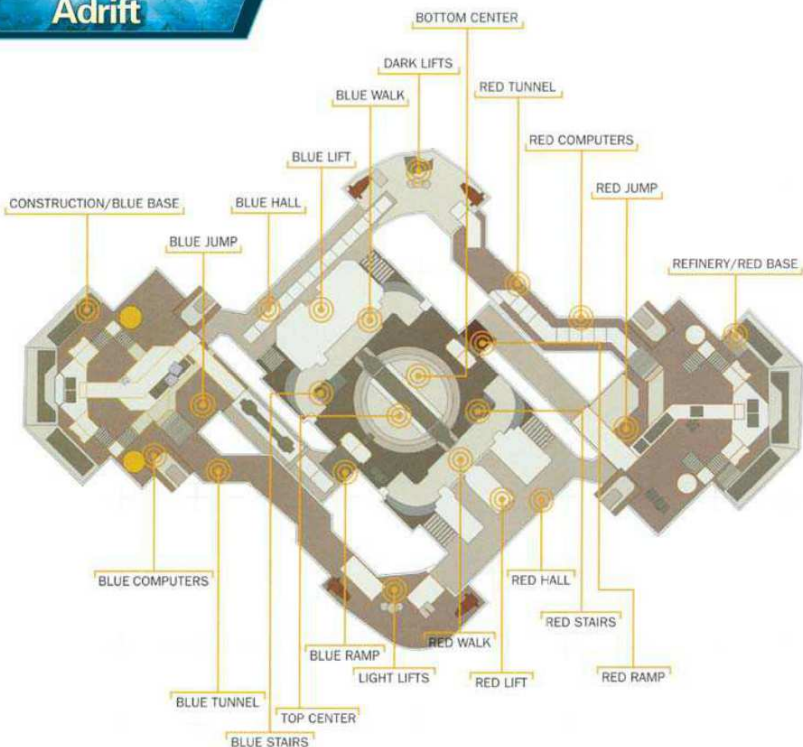 Adrift
BOTTOM CENTER
DARK LIFTS
BLUE WALK
RED TUNNEL
RED COMPUTERS
BLUE LIFT
RED JUMP
CONSTRUCTION/BLUE BASE
BLUE HALL
BLUE JUMP
REFINERY/RED BASE
BLUE COMPUTERS
RED HALL
RED STAIRS
RED WALK
BLUE RAMP
LIGHT LIFTS
RED LIFT
RED RAMP
BLUE TUNNEL
TOP CENTER
BLUE STAIRS